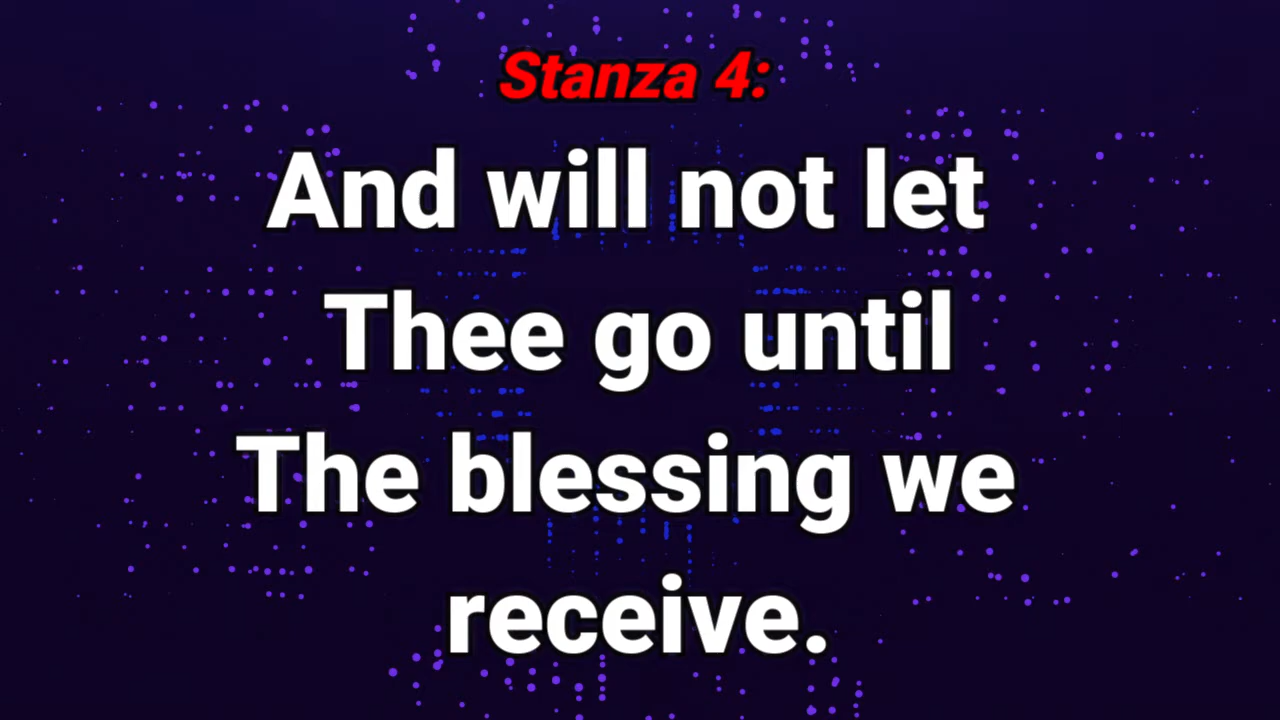 Stanza 4:
And will not let
Thee go until
The blessing we
receive.